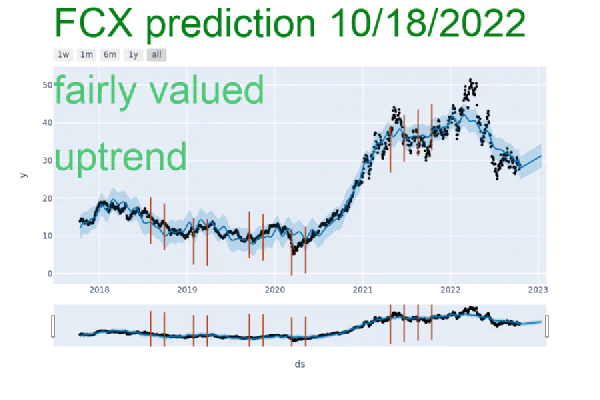 FCX prediction 10/18/2022
1w 1m 6m 1y all
fairly valued
uptrend
50
40
30
20
10
0
y
2018 2019 2020 2021 2022 2023
ds